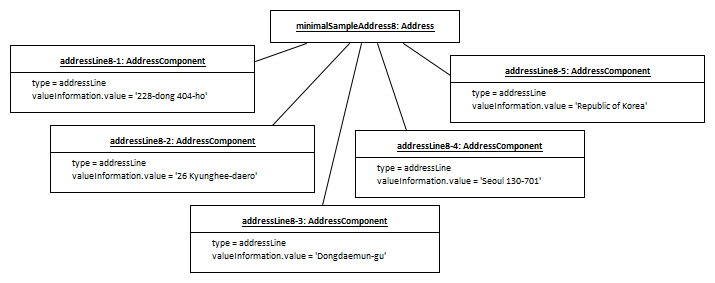 minimalSampleAddress8: Address
addressLine8-1: AddressComponent
type = addressLine
valueInformation.value = '228-dong 404-ho'
addressLine8-5: AddressComponent
type = addressLine
valueInformation.value = 'Republic of Korea'
addressLine8-2: AddressComponent
type = addressLine
valueInformation.value = '26 Kyunghee-daero'
addressLine8-4: AddressComponent
type = addressLine
valueInformation.value = 'Seoul 130-701'
addressLine8-3: AddressComponent
type = addressLine
valueInformation.value = 'Dongdaemun-gu'